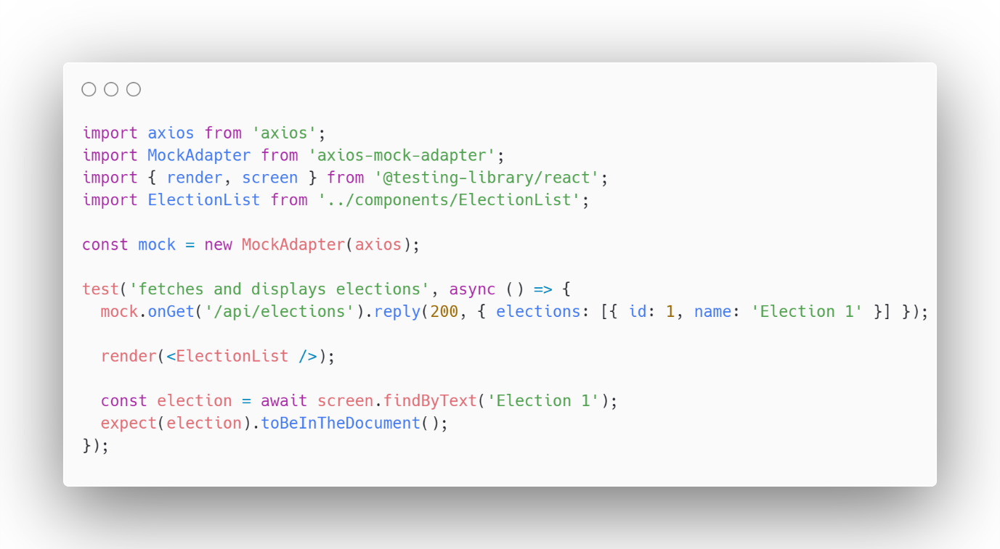 import axios from 'axios';
import MockAdapter from 'axios-mock-adapter';
import { render, screen } from '@testing-library/react';
import ElectionList from '../components/ElectionList';

const mock = new MockAdapter(axios);

test('fetches and displays elections', async () => {
  mock.onGet('/api/elections').reply(200, { elections: [{ id: 1, name: 'Election 1' }] });

  render(<ElectionList />);

  const election = await screen.findByText('Election 1');
  expect(election).toBeInTheDocument();
});